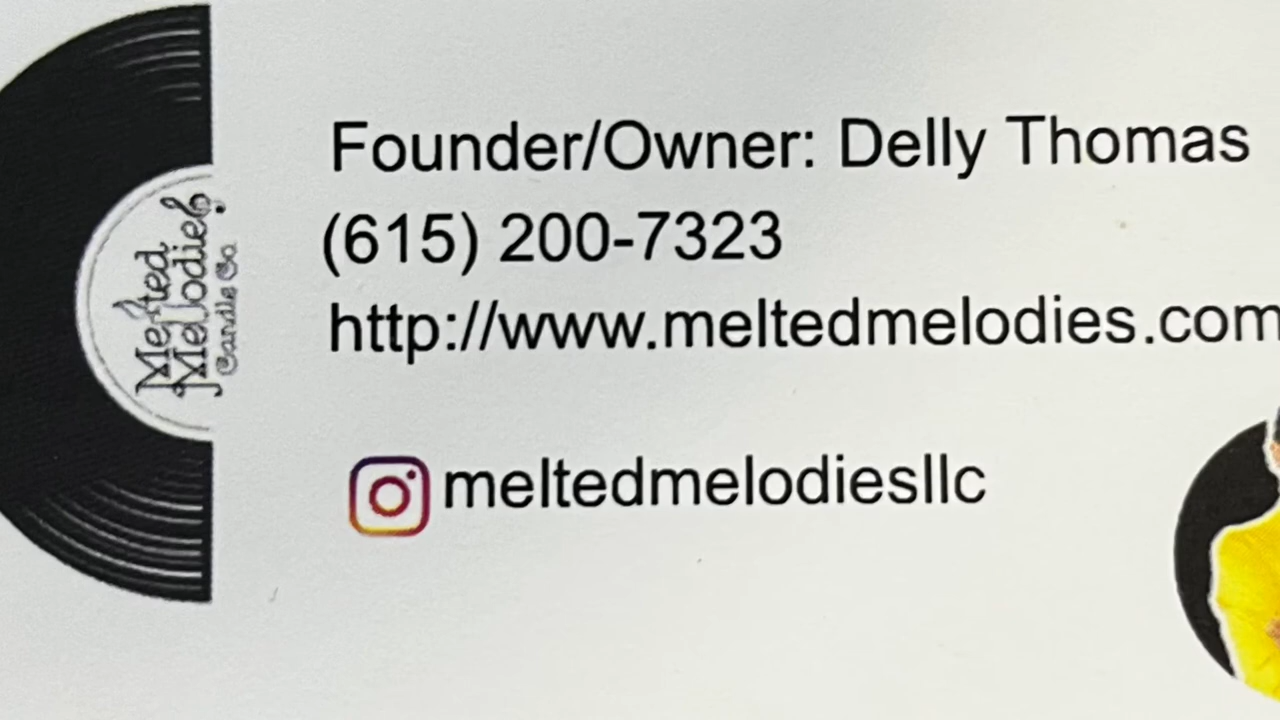 Melted
Melodies
Candle Co
Founder/Owner: Delly Thomas
(615) 200-7323
http://www.meltedmelodies.com
meltedmelodiesllc